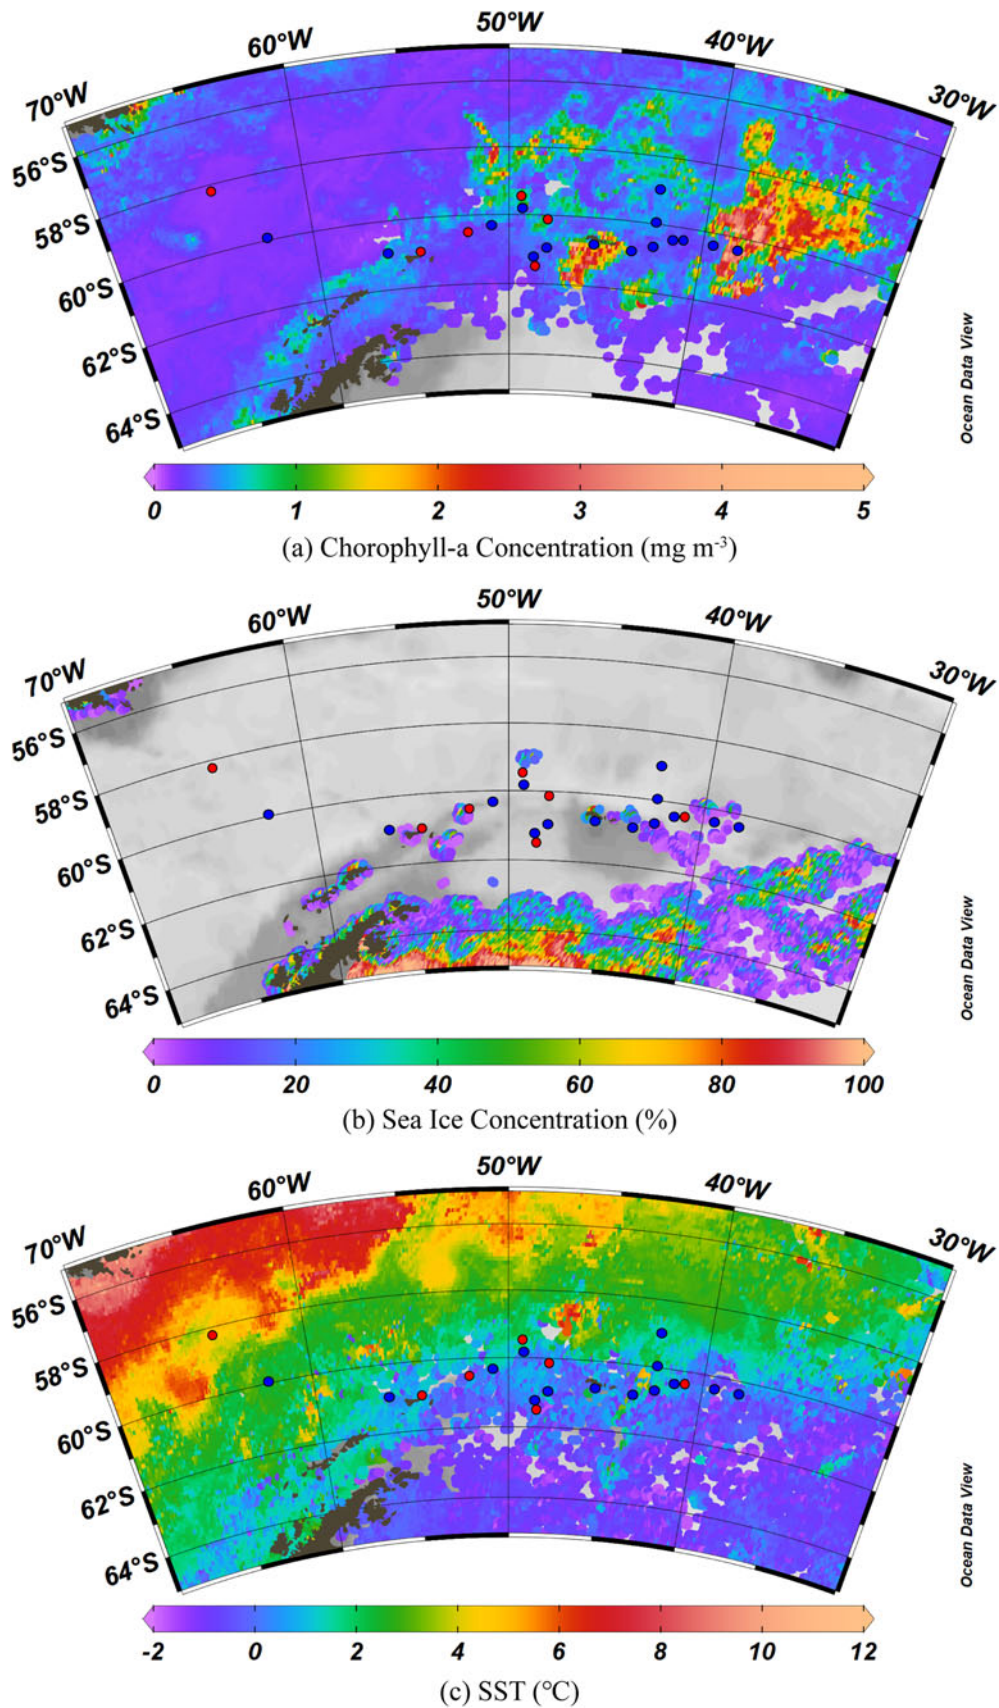 50°W
60°W
40°W
70°W
30°W
56°S
58°S
60°S
62°S
64°S
Ocean Data View
0 1 2 3 4 5
(a) Chorophyll-a Concentration (mg m-3)
50°W
60°W
40°W
70°W
30°W
56°S
58°S
60°S
62°S
64°S
Ocean Data View
0 20 40 60 80 100
(b) Sea Ice Concentration (%)
50°W
60°W
40°W
70°W
30°W
56°S
58°S
60°S
62°S
64°S
Ocean Data View
-2 0 2 4 6 8 10 12
(c) SST (°C)